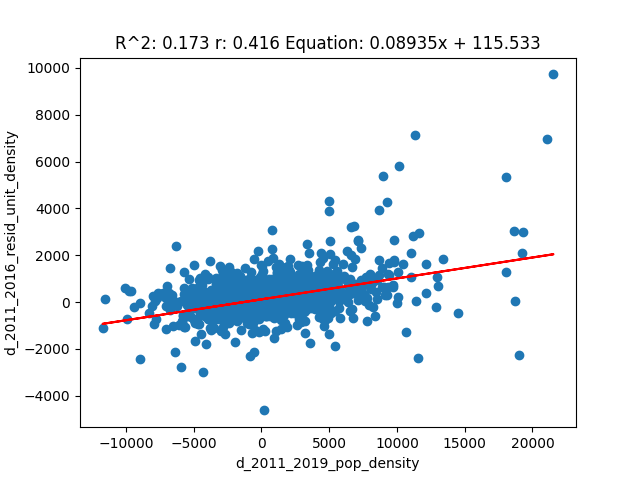 R^2: 0.173 r: 0.416 Equation: 0.08935x + 115.533
d_2011_2016_resid_unit_density
10000
8000
6000
4000
2000
0
−2000
−4000
−10000 −5000 0 5000 10000 15000 20000
d_2011_2019_pop_density